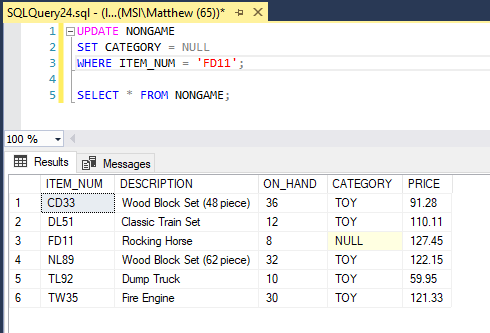 SQLQuery24.sql - (l...(MSI\Matthew (65))*
1 UPDATE NONGAME
2 SET CATEGORY = NULL
3 WHERE ITEM_NUM = 'FD11';
4
5 SELECT * FROM NONGAME;
100 %
Results Messages
ITEM_NUM DESCRIPTION ON_HAND CATEGORY PRICE
1 CD33 Wood Block Set (48 piece) 36 TOY 91.28
2 DL51 Classic Train Set 12 TOY 110.11
3 FD11 Rocking Horse 8 NULL 127.45
4 NL89 Wood Block Set (62 piece) 32 TOY 122.15
5 TL92 Dump Truck 10 TOY 59.95
6 TW35 Fire Engine 30 TOY 121.33